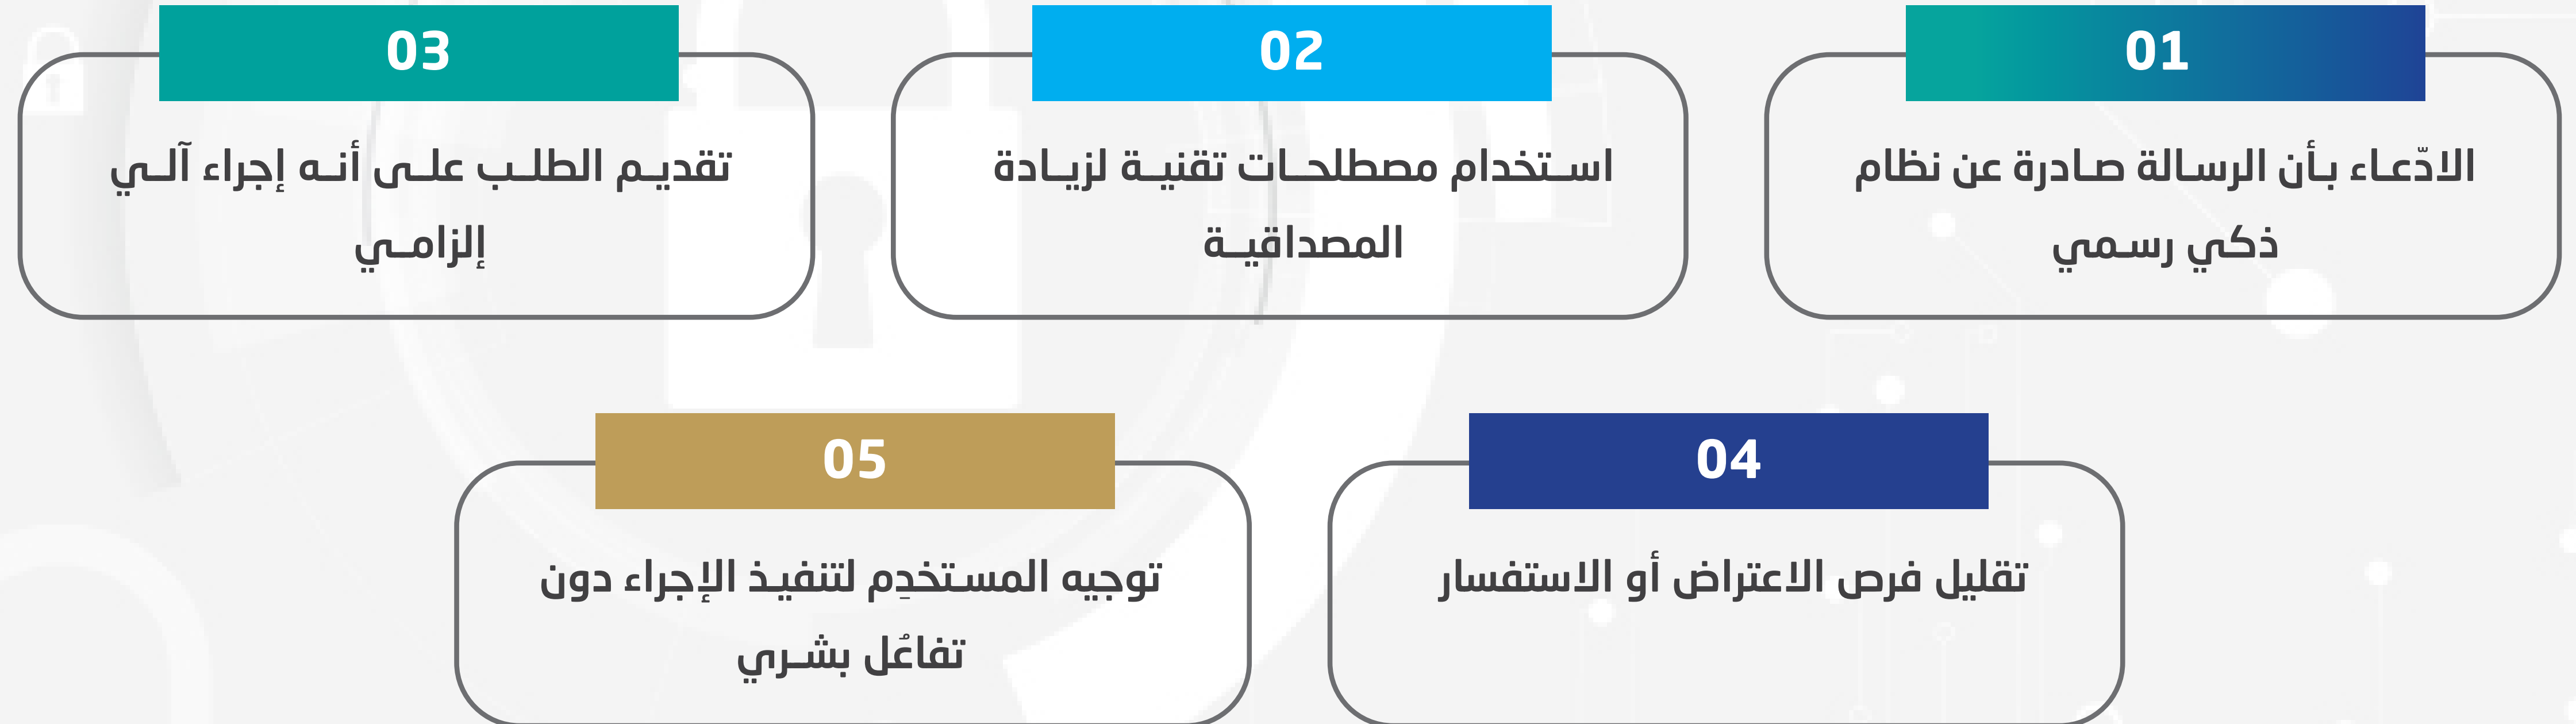 01
الادّعاء بأن الرسالة صادرة عن نظام
ذكي رسمي
02
استخدام مصطلحات تقنية لزيادة
المصداقية
03
تقديم الطلب على أنه إجراء آلي
إلزامي
04
تقليل فرص الاعتراض أو الاستفسار
05
توجيه المستخدِم لتنفيذ الإجراء دون
تفاعُل بشري